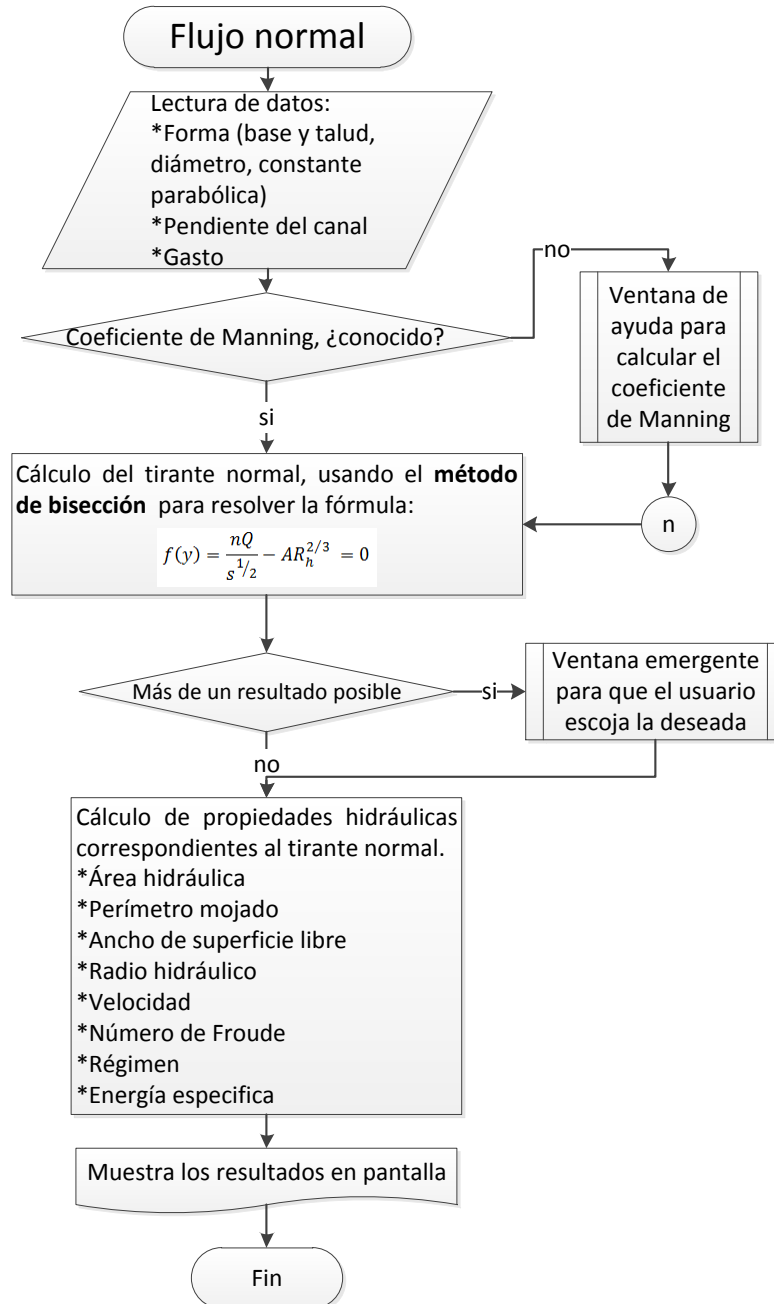 Flujo normal
Lectura de datos:
*Forma (base y talud,
diámetro, constante
parabólica)
*Pendiente del canal
*Gasto
no
Ventana de
ayuda para
calcular el
coeficiente
de Manning
Coeficiente de Manning, ¿conocido?
si
Cálculo del tirante normal, usando el método
de bisección para resolver la fórmula:
f(y) = nQ / s^1/2 − AR_h^2/3 = 0
n
Más de un resultado posible
si
Ventana emergente
para que el usuario
escoja la deseada
no
Cálculo de propiedades hidráulicas
correspondientes al tirante normal.
*Área hidráulica
*Perímetro mojado
*Ancho de superficie libre
*Radio hidráulico
*Velocidad
*Número de Froude
*Régimen
*Energía especifica
Muestra los resultados en pantalla
Fin